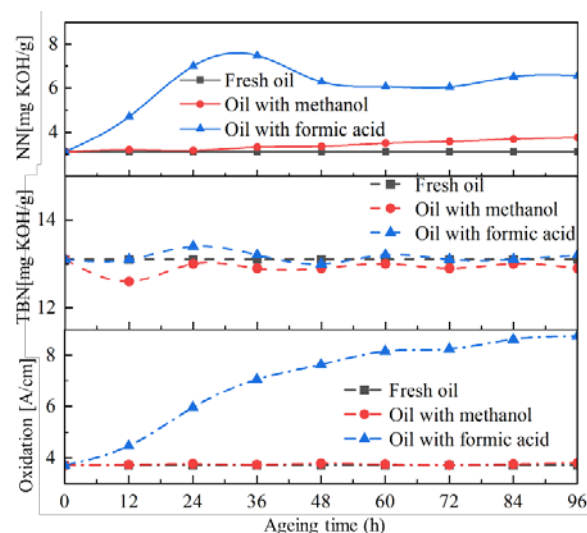 NN[mg KOH/g]
8
6
4
Fresh oil
Oil with methanol
Oil with formic acid
TBN[mg KOH/g]
14
12
Fresh oil
Oil with methanol
Oil with formic acid
Oxidation [A/cm]
8
6
4
Fresh oil
Oil with methanol
Oil with formic acid
0 12 24 36 48 60 72 84 96
Ageing time (h)